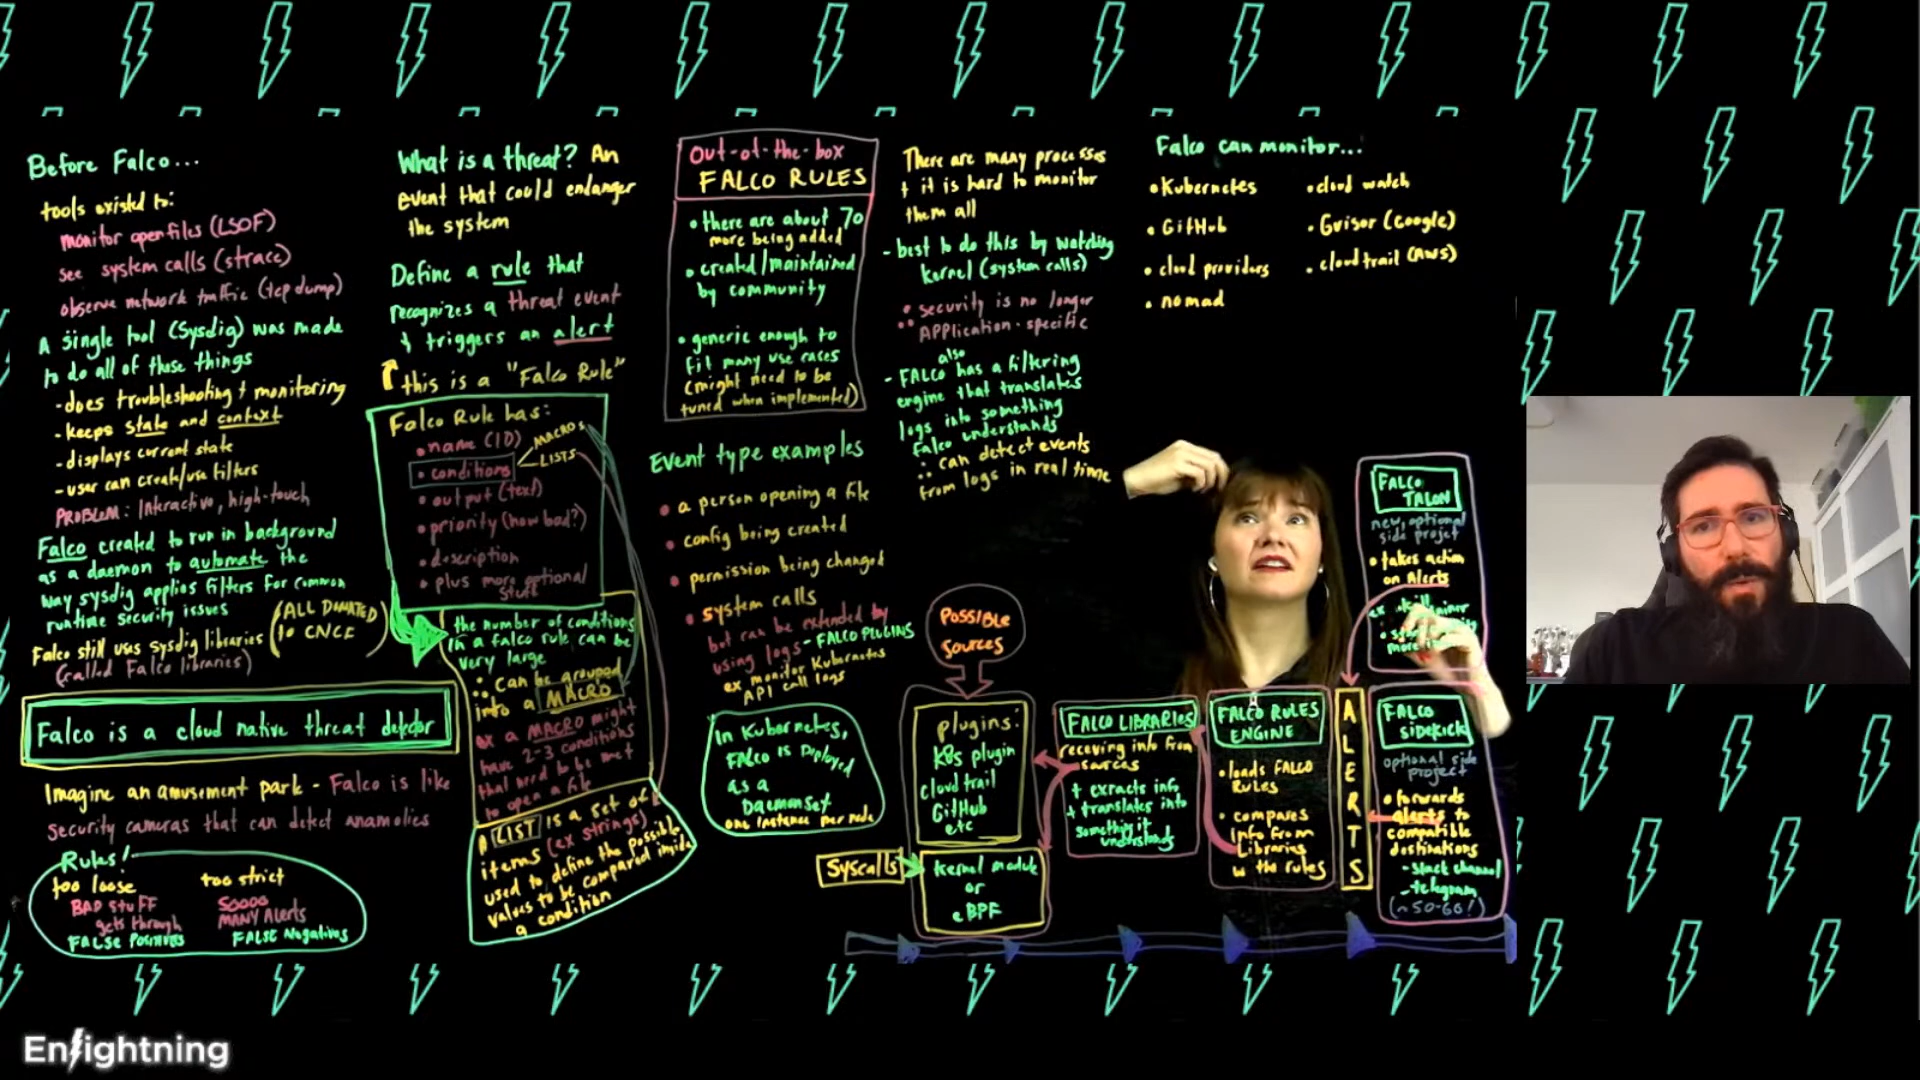 Before Falco...
tools existed to:
monitor open files (LSOF)
see system calls (strace)
observe network traffic (tcp dump)
A single tool (Sysdig) was made
to do all of those things
- does troubleshooting + monitoring
- keeps state and context
- displays current state
- user can create/use filters
PROBLEM: Interactive, high-touch
Falco created to run in background
as a daemon to automate the
way sysdig applies filters for common
runtime security issues
(ALL DONATED
to CNCF)
Falco still uses sysdig libraries
(called Falco libraries)
Falco is a cloud native threat detector
Imagine an amusement park - Falco is like
security cameras that can detect anamolies
Rules!
too loose
BAD STUFF
gets through
FALSE POSITIVES
too strict
SOOOO
MANY Alerts
FALSE Negatives
What is a threat? An
event that could endanger
the system
Define a rule that
recognizes a threat event
& triggers an alert
this is a "Falco Rule"
Falco Rule has:
• name (ID)
• conditions
- MACROS
- LISTS
• output (text)
• priority (how bad?)
• description
• plus more optional
stuff
the number of conditions
in a falco rule can be
very large
∴ can be grouped
into a MACRO
ex a MACRO might
have 2-3 conditions
that need to be met
to open a file
A LIST is a set of
items (ex strings)
used to define the possible
values to be compared inside
a condition
Out-of-the-box
FALCO RULES
• there are about 70
more being added
• created/maintained
by community
• generic enough to
fit many use cases
(might need to be
tuned when implemented)
Event type examples
• a person opening a file
• config being created
• permission being changed
• system calls
but can be extended by
using logs - FALCO PLUGINS
ex monitor Kubernetes
API call logs
In Kubernetes,
FALCO is Deployed
as a
Daemonset
one instance per node
There are many processes
+ it is hard to monitor
them all
- best to do this by watching
kernel (system calls)
• security is no longer
APPlication-specific
also
- FALCO has a filtering
engine that translates
logs into something
Falco understands
∴ can detect events
from logs in real time
Falco can monitor...
• Kubernetes
• GitHub
• cloud providers
• nomad
• cloud watch
• Gvisor (Google)
• cloudtrail (AWS)
Possible
sources
plugins:
K8s plugin
cloudtrail
GitHub
etc
Syscalls
Kernel module
or
eBPF
FALCO LIBRARIES
receving info from
sources
+ exracts info
+ translates into
something it
understands
FALCO RULES
ENGINE
• loads FALCO
RULES
• compares
info from
Libraries
w the rules
ALERTS
FALCO
TALON
new, optional
side projet
• takes action
on Alerts
FALCO
SIDEKICK
optional side
project
• forwards
alerts to
compatible
destinations
- slack channel
- telegram
(~50-60!)
Enlightning